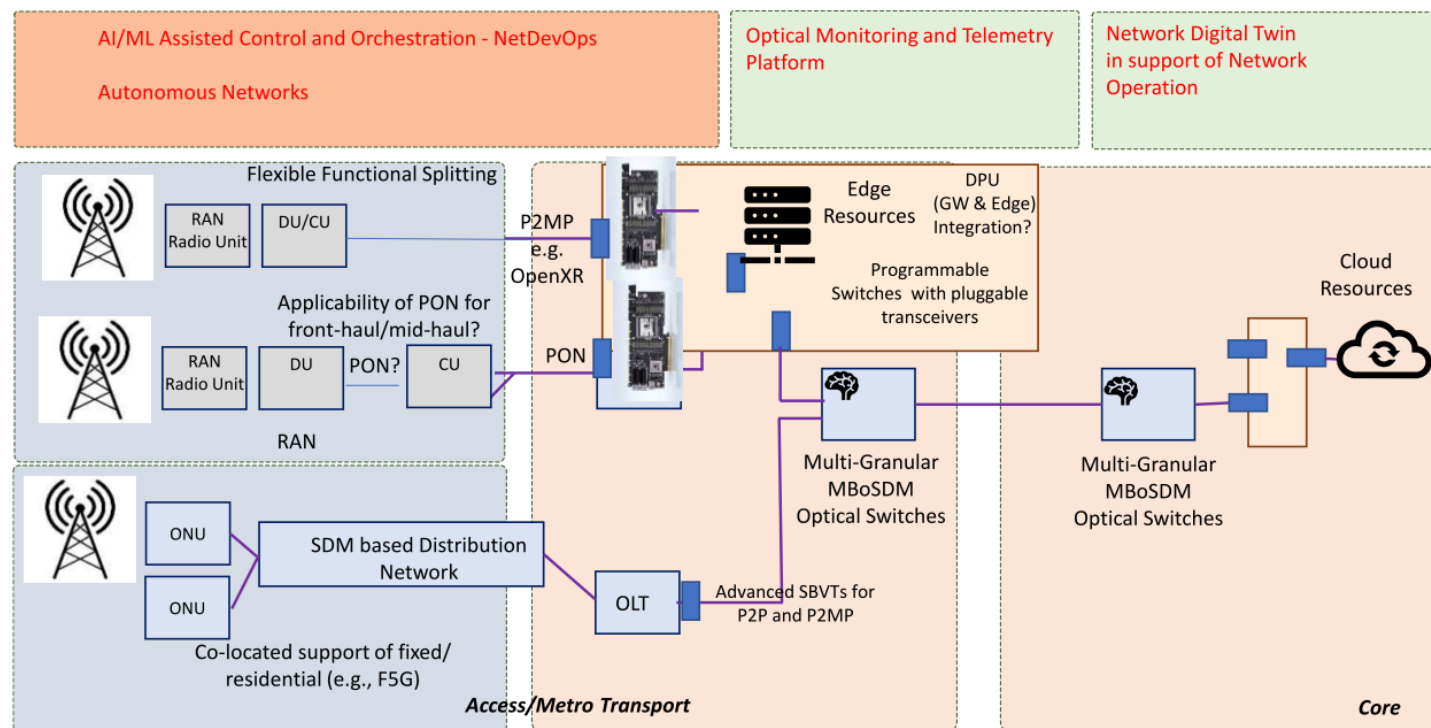 AI/ML Assisted Control and Orchestration - NetDevOps
Autonomous Networks
Optical Monitoring and Telemetry
Platform
Network Digital Twin
in support of Network
Operation
Flexible Functional Splitting
RAN
Radio Unit
DU/CU
P2MP
e.g.
OpenXR
Edge
Resources
DPU
(GW & Edge)
Integration?
Programmable
Switches with pluggable
transceivers
Cloud
Resources
Applicability of PON for
front-haul/mid-haul?
RAN
Radio Unit
DU
PON?
CU
PON
RAN
Multi-Granular
MBoSDM
Optical Switches
Multi-Granular
MBoSDM
Optical Switches
ONU
ONU
SDM based Distribution
Network
OLT
Advanced SBVTs for
P2P and P2MP
Co-located support of fixed/
residential (e.g., F5G)
Access/Metro Transport
Core